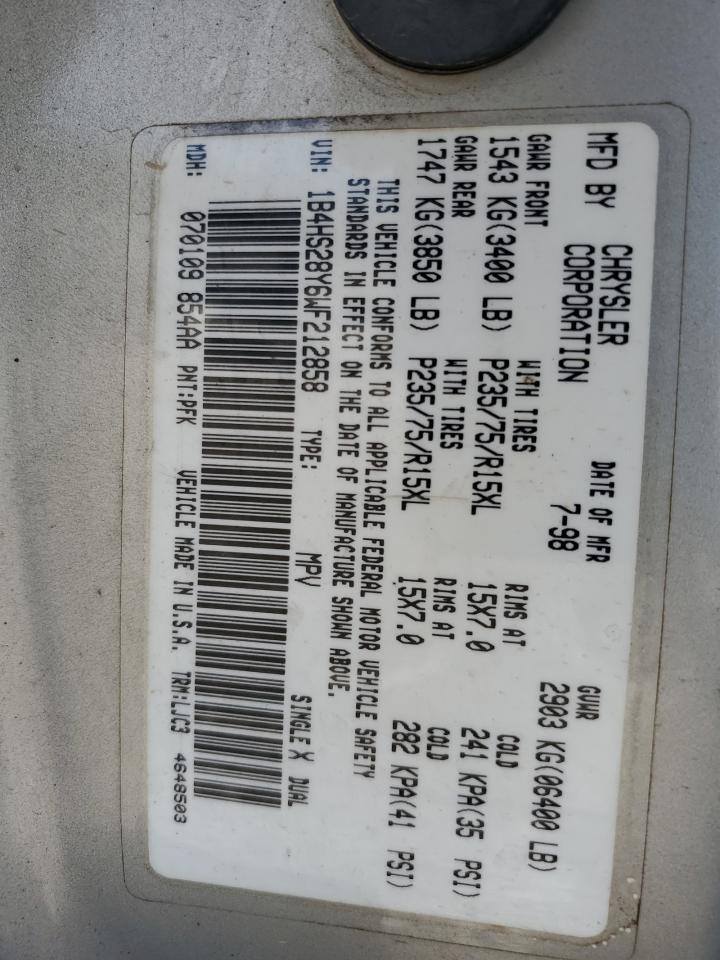 MFD BY CHRYSLER CORPORATION DATE OF MFR 7-98 GVWR 2903 KG(06400 LB)
GAWR FRONT WITH TIRES RIMS AT COLD
1543 KG(3400 LB) P235/75/R15XL 15X7.0 241 KPA(35 PSI)
GAWR REAR WITH TIRES RIMS AT COLD
1747 KG(3850 LB) P235/75/R15XL 15X7.0 282 KPA(41 PSI)
THIS VEHICLE CONFORMS TO ALL APPLICABLE FEDERAL MOTOR VEHICLE SAFETY
STANDARDS IN EFFECT ON THE DATE OF MANUFACTURE SHOWN ABOVE.
VIN: 1B4HS28Y6WF212858 TYPE: MPV SINGLE X DUAL
MDH: 070109 854AA PNT:PFK VEHICLE MADE IN U.S.A. TRM:LJC3 4648503